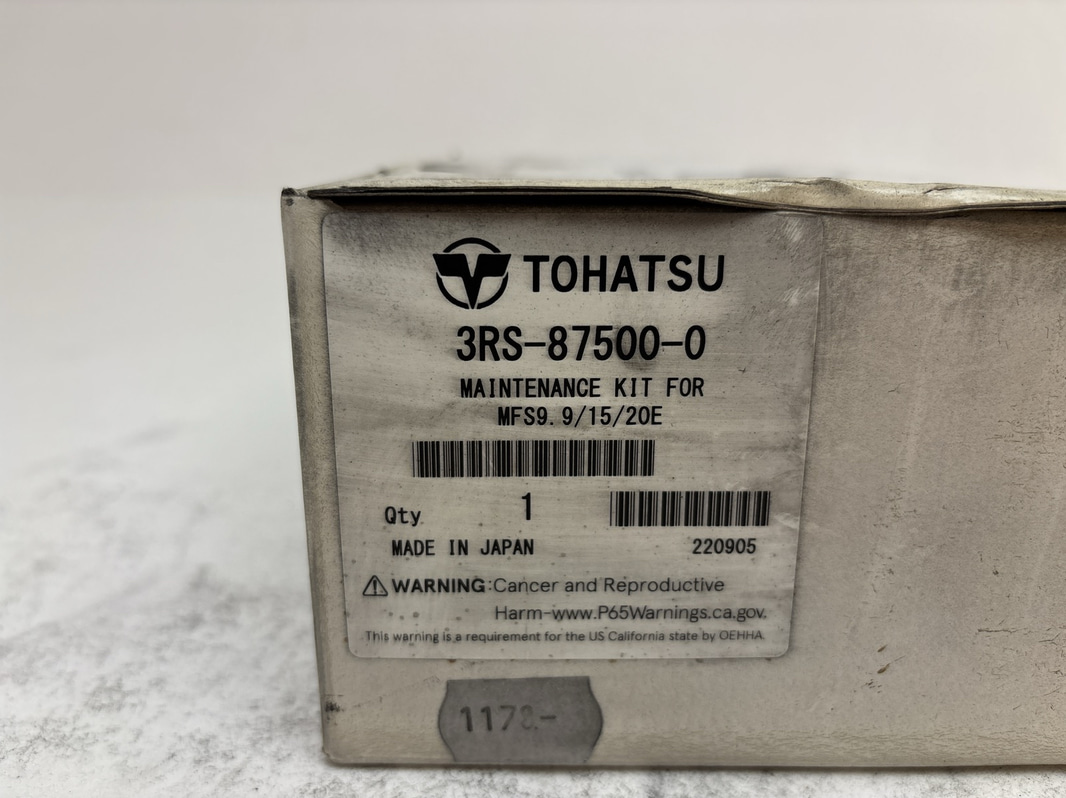 TOHATSU
3RS-87500-0
MAINTENANCE KIT FOR
MFS9.9/15/20E
Qty 1
MADE IN JAPAN 220905
WARNING:Cancer and Reproductive
Harm-www.P65Warnings.ca.gov.
This warning is a requirement for the US California state by OEHHA.